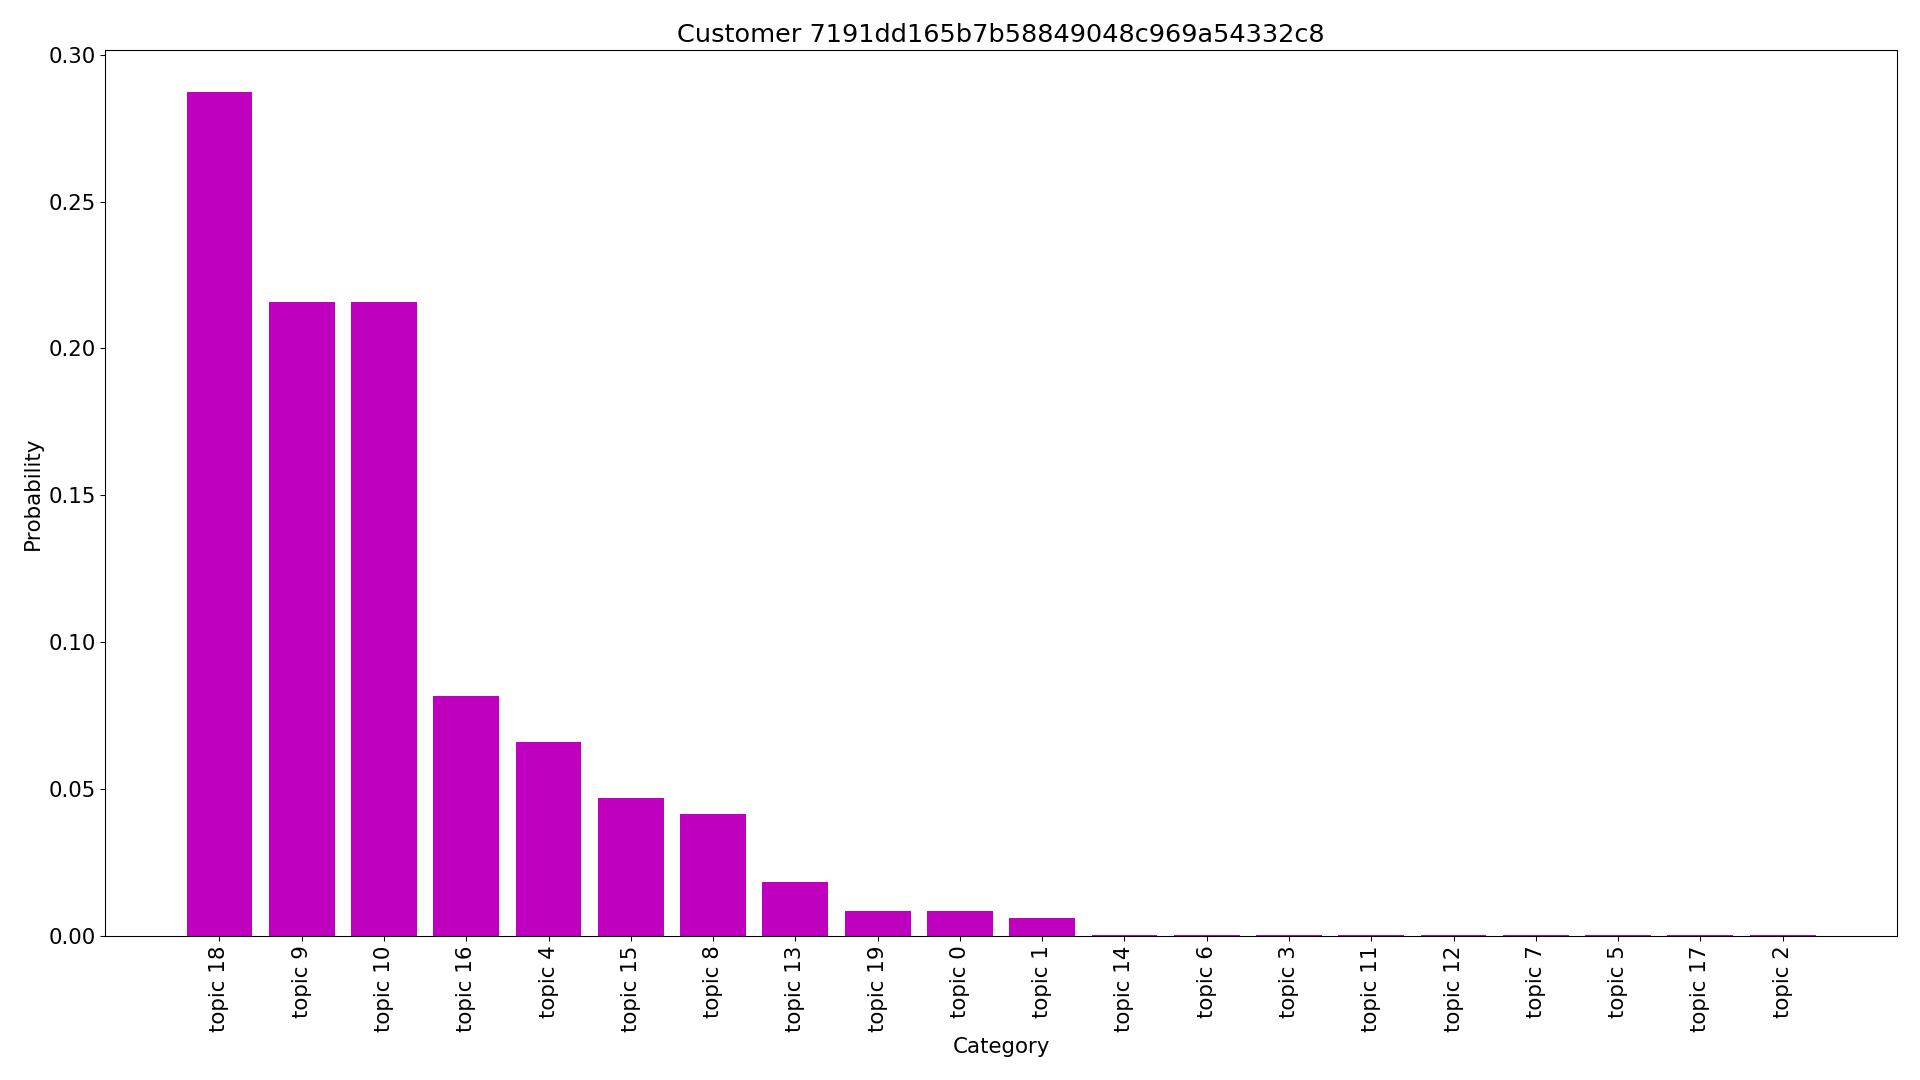 Customer 7191dd165b7b58849048c969a54332c8
0.30
0.25
0.20
0.15
0.10
0.05
0.00
Probability
topic 18
topic 9
topic 10
topic 16
topic 4
topic 15
topic 8
topic 13
topic 19
topic 0
topic 1
topic 14
topic 6
topic 3
topic 11
topic 12
topic 7
topic 5
topic 17
topic 2
Category